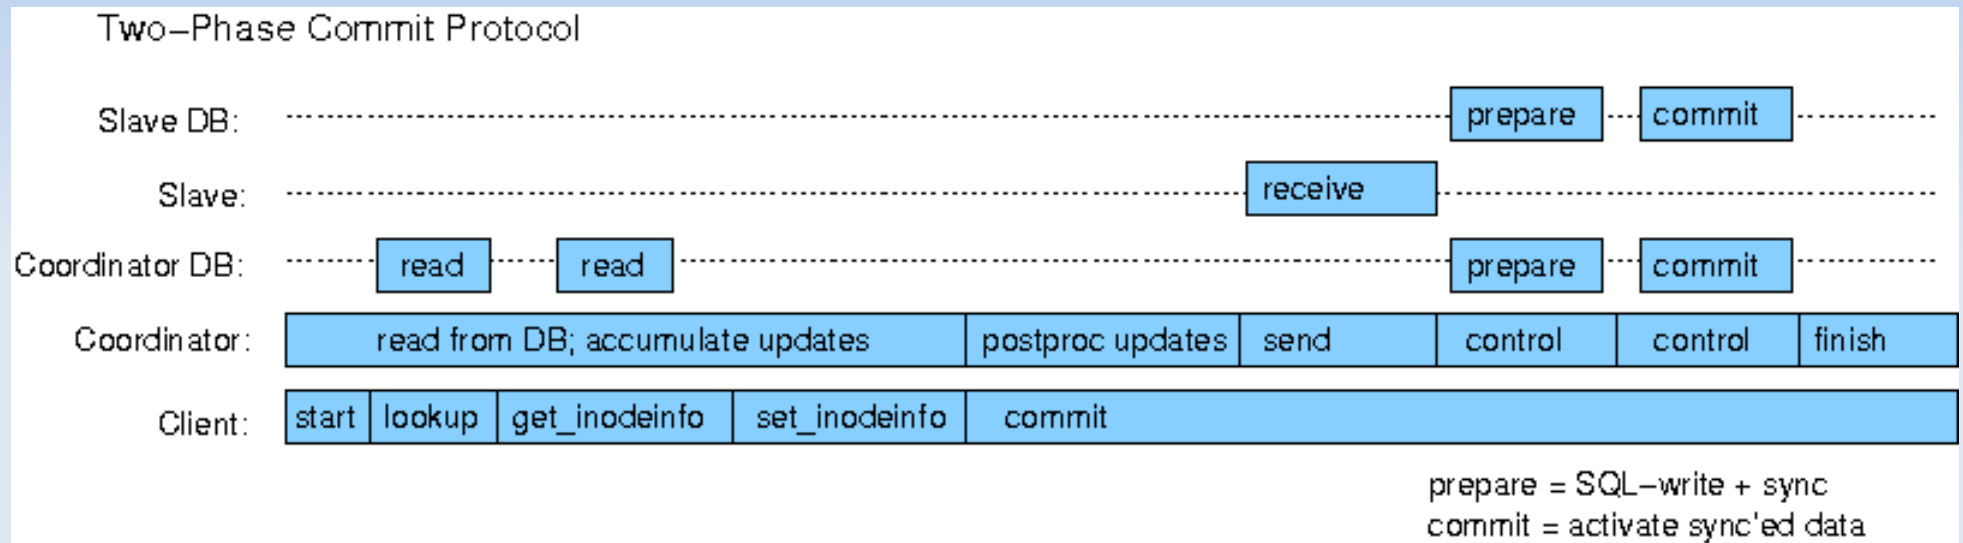 Two-Phase Commit Protocol
Slave DB: prepare commit
Slave: receive
Coordinator DB: read read prepare commit
Coordinator: read from DB; accumulate updates postproc updates send control control finish
Client: start lookup get_inodeinfo set_inodeinfo commit
prepare = SQL-write + sync
commit = activate sync'ed data